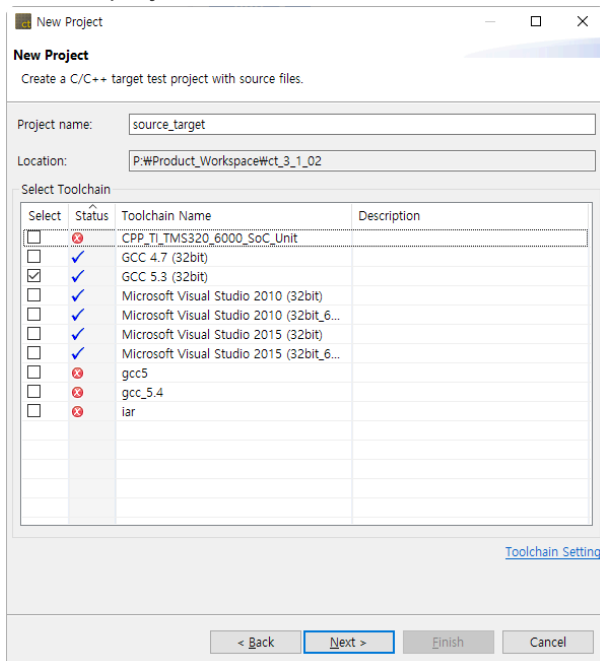 New Project
New Project
Create a C/C++ target test project with source files.
Project name: source_target
Location: P:₩Product_Workspace₩ct_3_1_02
Select Toolchain
Select Status Toolchain Name Description
CPP_TI_TMS320_6000_SoC_Unit
GCC 4.7 (32bit)
GCC 5.3 (32bit)
Microsoft Visual Studio 2010 (32bit)
Microsoft Visual Studio 2010 (32bit_6...
Microsoft Visual Studio 2015 (32bit)
Microsoft Visual Studio 2015 (32bit_6...
gcc5
gcc_5.4
iar
Toolchain Setting
< Back Next > Finish Cancel